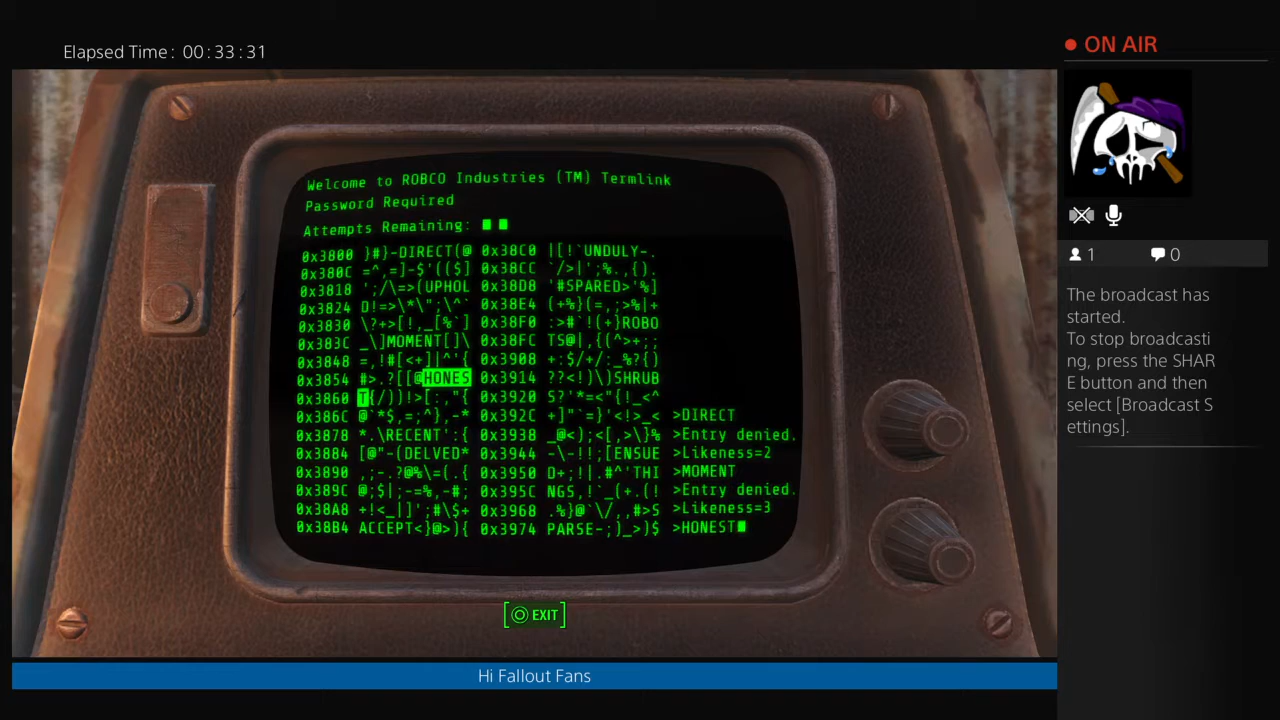 Elapsed Time: 00:33:31
ON AIR
Welcome to ROBCO Industries (TM) Termlink
Password Required
Attempts Remaining: ■ ■
0x3800 }#}-DIRECT(@ 0x38C0 |[!`UNDULY-.
0x380C =^,=]-$'(($] 0x38CC `/>|';%.,{).
0x3818 ';/\=>(UPHOL 0x38D8 '#SPARED>'%]
0x3824 D!=>\*\";\^` 0x38E4 (+%}(=,;>%|+
0x3830 \?+>[!,_[%`] 0x38F0 :>#`!(+)ROBO
0x383C _\]MOMENT[]\ 0x38FC TS@|,{(^>+;;
0x3848 =,!#[<+]|^'{ 0x3908 +:$/+/:_%?{)
0x3854 #>.?[[@HONES 0x3914 ??<!)\)SHRUB
0x3860 T{/))!>[:,"{ 0x3920 S?'*=<"{!_<^
0x386C @`*$,=;^},-* 0x392C +]"`=}'<!>_< >DIRECT
0x3878 *.\RECENT':{ 0x3938 _@<);<[,>\}% >Entry denied.
0x3884 [@"-(DELVED* 0x3944 -\-!!;[ENSUE >Likeness=2
0x3890 ,;-.?@%\=(.{ 0x3950 D+;!|.#^'THI >MOMENT
0x389C @;$|;-=%,-#; 0x395C NGS,!`_(+.(! >Entry denied.
0x38A8 +!<_|]';#\$+ 0x3968 .%}@`\/,,#>S >Likeness=3
0x38B4 ACCEPT<}@>){ 0x3974 PARSE-;)_>)$ >HONEST■
[◎ EXIT]
Hi Fallout Fans
1 0
The broadcast has
started.
To stop broadcasti
ng, press the SHAR
E button and then
select [Broadcast S
ettings].